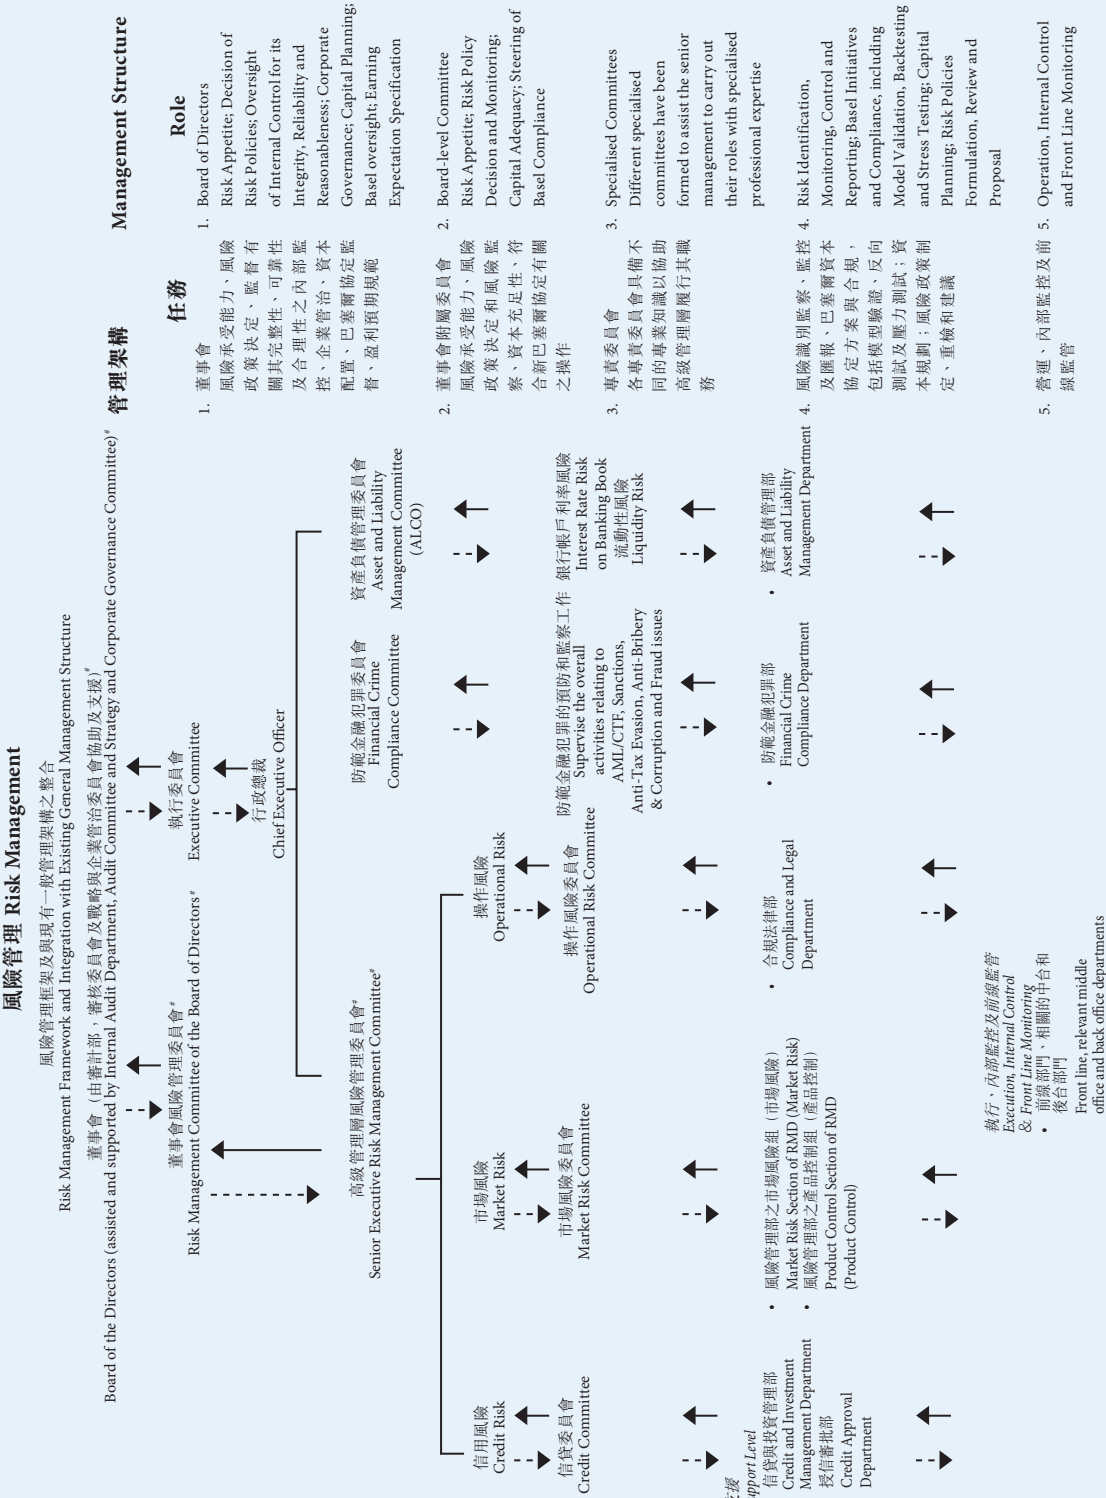 風險管理 Risk Management
風險管理框架及與現有一般管理架構之整合
Risk Management Framework and Integration with Existing General Management Structure
董事會（由審計部，審核委員會及戰略與企業管治委員會協助及支援）#
Board of the Directors (assisted and supported by Internal Audit Department, Audit Committee and Strategy and Corporate Governance Committee)#
董事會風險管理委員會#
Risk Management Committee of the Board of Directors#
執行委員會
Executive Committee
行政總裁
Chief Executive Officer
高級管理層風險管理委員會#
Senior Executive Risk Management Committee#
防範金融犯罪委員會
Financial Crime
Compliance Committee
資產負債管理委員會
Asset and Liability
Management Committee
(ALCO)
信用風險
Credit Risk
市場風險
Market Risk
操作風險
Operational Risk
信貸委員會
Credit Committee
市場風險委員會
Market Risk Committee
操作風險委員會
Operational Risk Committee
防範金融犯罪的預防和監察工作
Supervise the overall
activities relating to
AML/CTF, Sanctions,
Anti-Tax Evasion, Anti-Bribery
& Corruption and Fraud issues
銀行帳戶利率風險
Interest Rate Risk
on Banking Book
流動性風險
Liquidity Risk
支援
upport Level
信貸與投資管理部
Credit and Investment
Management Department
授信審批部
Credit Approval
Department
• 風險管理部之市場風險組（市場風險）
Market Risk Section of RMD (Market Risk)
• 風險管理部之產品控制組（產品控制）
Product Control Section of RMD
(Product Control)
• 合規法律部
Compliance and Legal
Department
• 防範金融犯罪部
Financial Crime
Compliance Department
• 資產負債管理部
Asset and Liability
Management Department
執行、內部監控及前線監管
Execution, Internal Control
& Front Line Monitoring
• 前線部門、相關的中台和
後台部門
Front line, relevant middle
office and back office departments
管理架構 Management Structure
任務
1. 董事會
風險承受能力、風險
政策決定、監督有
關其完整性、可靠性
及合理性之內部監
控、企業管治、資本
配置、巴塞爾協定監
督、盈利預期規範
2. 董事會附屬委員會
風險承受能力、風險
政策決定和風險監
察、資本充足性、符
合新巴塞爾協定有關
之操作
3. 專責委員會
各專責委員會具備不
同的專業知識以協助
高級管理層履行其職
務
4. 風險識別監察、監控
及匯報、巴塞爾資本
協定方案與合規，
包括模型驗證、反向
測試及壓力測試；資
本規劃；風險政策制
定、重檢和建議
5. 營運、內部監控及前
線監管
Role
1. Board of Directors
Risk Appetite; Decision of
Risk Policies; Oversight
of Internal Control for its
Integrity, Reliability and
Reasonableness; Corporate
Governance; Capital Planning;
Basel oversight; Earning
Expectation Specification
2. Board-level Committee
Risk Appetite; Risk Policy
Decision and Monitoring;
Capital Adequacy; Steering of
Basel Compliance
3. Specialised Committees
Different specialised
committees have been
formed to assist the senior
management to carry out
their roles with specialised
professional expertise
4. Risk Identification,
Monitoring, Control and
Reporting; Basel Initiatives
and Compliance, including
Model Validation, Backtesting
and Stress Testing; Capital
Planning; Risk Policies
Formulation, Review and
Proposal
5. Operation, Internal Control
and Front Line Monitoring